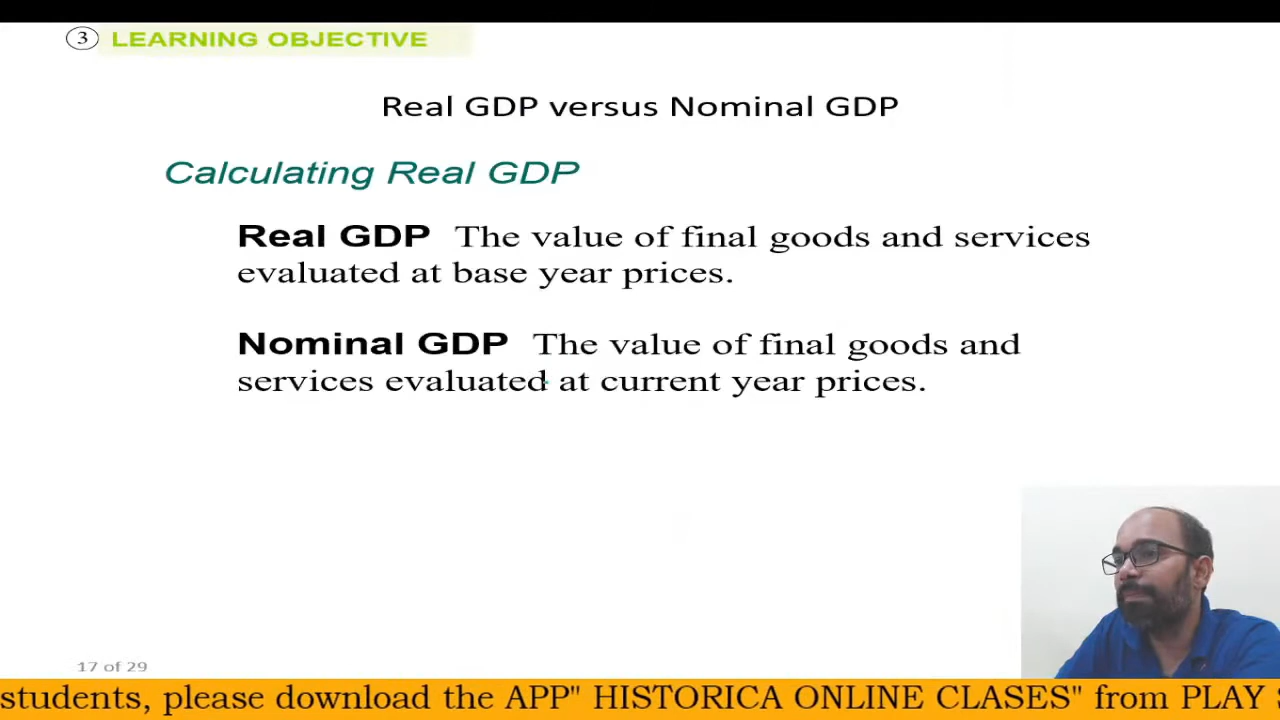 3 LEARNING OBJECTIVE
Real GDP versus Nominal GDP
Calculating Real GDP
Real GDP The value of final goods and services
evaluated at base year prices.
Nominal GDP The value of final goods and
services evaluated at current year prices.
17 of 29
students, please download the APP" HISTORICA ONLINE CLASES" from PLAY S